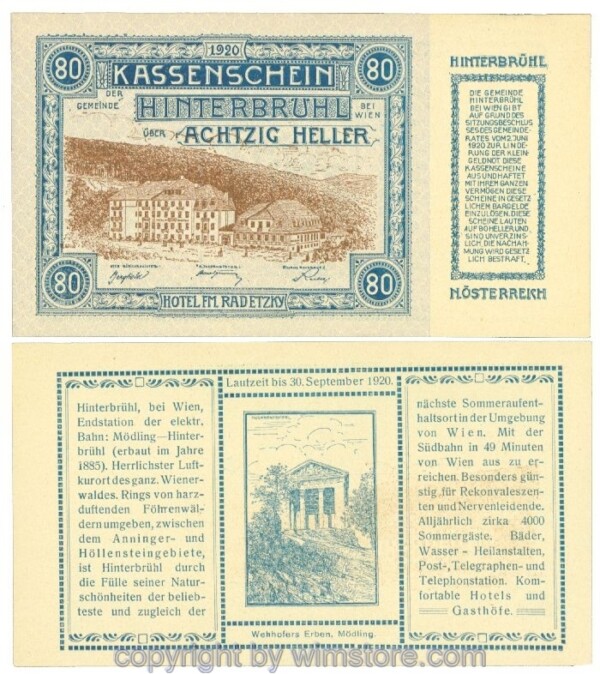 1920
80 KASSENSCHEIN 80
DER GEMEINDE HINTERBRÜHL BEI WIEN
ÜBER ACHTZIG HELLER
80 HOTEL FM. RADETZKY 80
HINTERBRÜHL
DIE GEMEINDE
HINTERBRÜHL
BEI WIEN GIBT
AUF GRUND DES
SITZUNGSBESCHLUS
SES DES GEMEINDE-
RATES VOM 2. JUNI
1920 ZUR LINDE-
RUNG DER KLEIN-
GELDNOT DIESE
KASSENSCHEINE
AUS UND HAFTET
MIT IHREM GANZEN
VERMÖGEN DIESE
SCHEINE IN GESETZ
LICHEM BARGELDE
EINZULÖSEN. DIESE
SCHEINE LAUTEN
AUF 80 HELLER UND
SIND UNVERZINS-
LICH. DIE NACHAH-
MUNG WIRD GESETZ
LICH BESTRAFT.
N.ÖSTERREICH
Laufzeit bis 30. September 1920.
Hinterbrühl, bei Wien,
Endstation der elektr.
Bahn: Mödling—Hinter-
brühl (erbaut im Jahre
1885). Herrlichster Luft-
kurort des ganz. Wiener-
waldes. Rings von harz-
duftenden Föhrenwäl-
dern umgeben, zwischen
dem Anninger- und
Höllensteingebiete,
ist Hinterbrühl durch
die Fülle seiner Natur-
schönheiten der belieb-
teste und zugleich der
nächste Sommeraufent-
haltsort in der Umgebung
von Wien. Mit der
Südbahn in 49 Minuten
von Wien aus zu er-
reichen. Besonders gün-
stig für Rekonvaleszen-
ten und Nervenleidende.
Alljährlich zirka 4000
Sommergäste. Bäder,
Wasser - Heilanstalten,
Post-, Telegraphen- und
Telephonstation. Kom-
fortable Hotels und
Gasthöfe.
Wehhofers Erben, Mödling.
copyright by wimstore.com